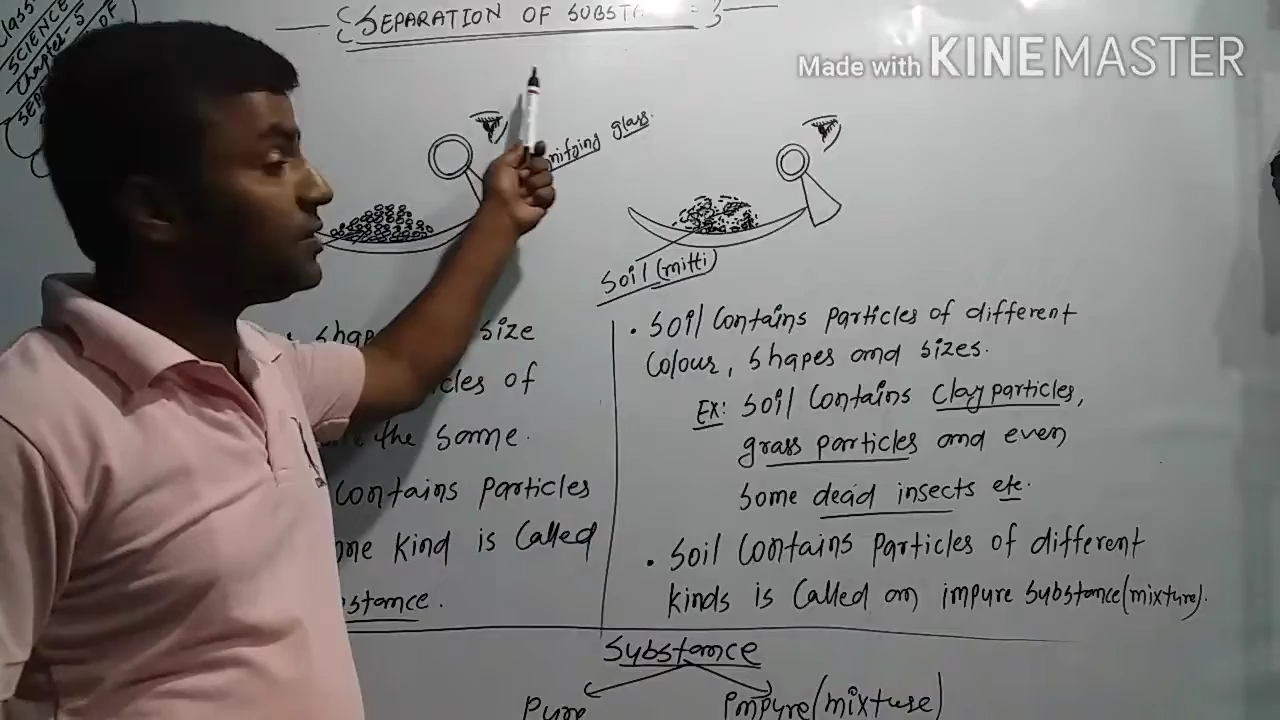 Class
SCIENCE
Chapter-5
OF
SEPARATION OF SUBST
Made with KINEMASTER
glass
Soil (mitti)
size
of
the same.
contains particles
one kind is called
Soil contains particles of different
colour, shapes and sizes.
EX: Soil contains clay particles,
grass particles and even
some dead insects etc.
Soil contains particles of different
kinds is called an impure substance (mixture).
Substance
Pure
Impure (mixture)